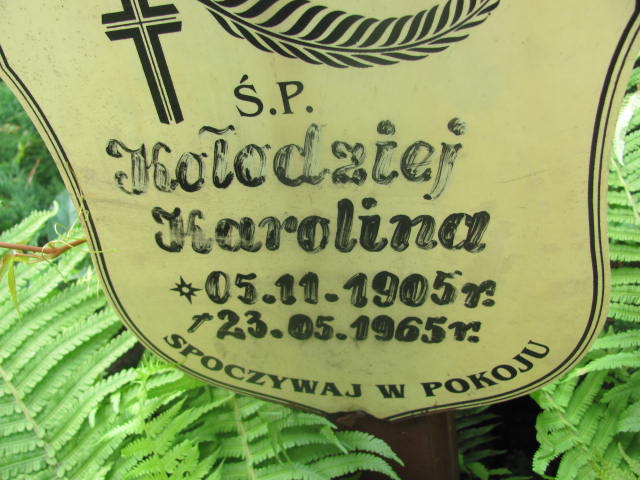 Ś.P.
Kołodziej
Karolina
*05.11.1905r.
†23.05.1965r.
SPOCZYWAJ W POKOJU